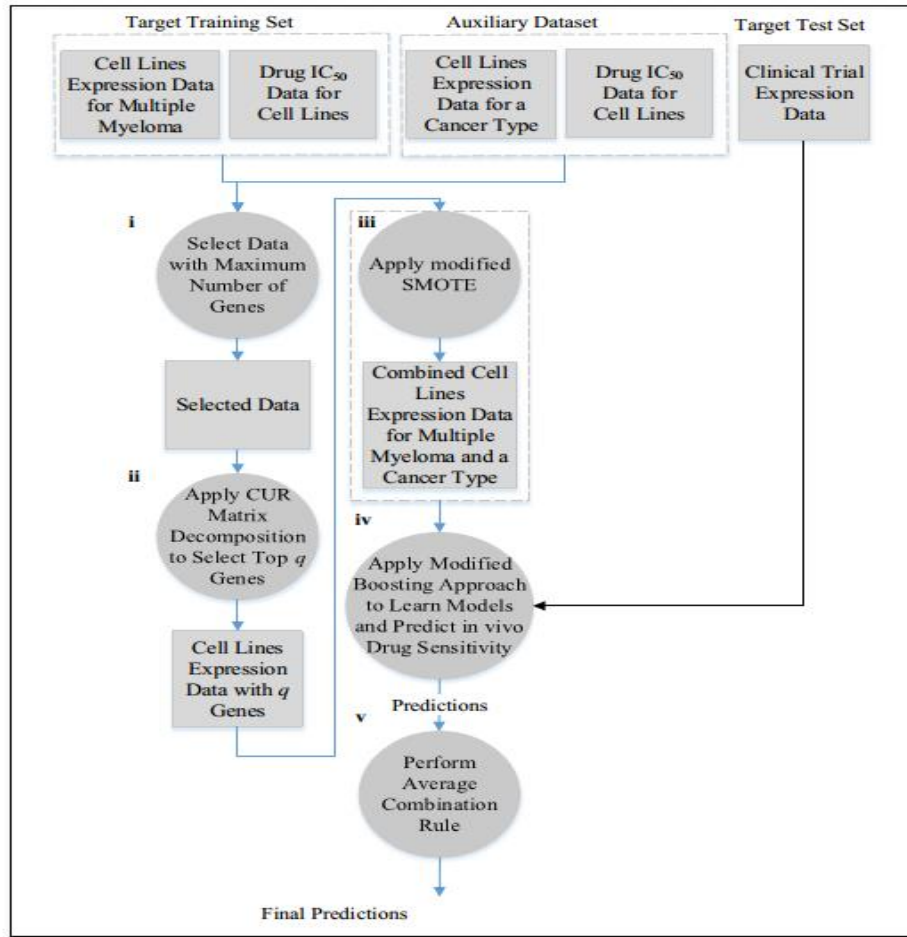 Target Training Set
Auxiliary Dataset
Target Test Set
Cell Lines
Expression Data
for Multiple
Myeloma
Drug IC₅₀
Data for
Cell Lines
Cell Lines
Expression
Data for a
Cancer Type
Drug IC₅₀
Data for
Cell Lines
Clinical Trial
Expression
Data
i
Select Data
with Maximum
Number of
Genes
Selected Data
ii
Apply CUR
Matrix
Decomposition
to Select Top q
Genes
Cell Lines
Expression
Data with q
Genes
iii
Apply modified
SMOTE
Combined Cell
Lines
Expression Data
for Multiple
Myeloma and a
Cancer Type
iv
Apply Modified
Boosting Approach
to Learn Models
and Predict in vivo
Drug Sensitivity
Predictions
v
Perform
Average
Combination
Rule
Final Predictions